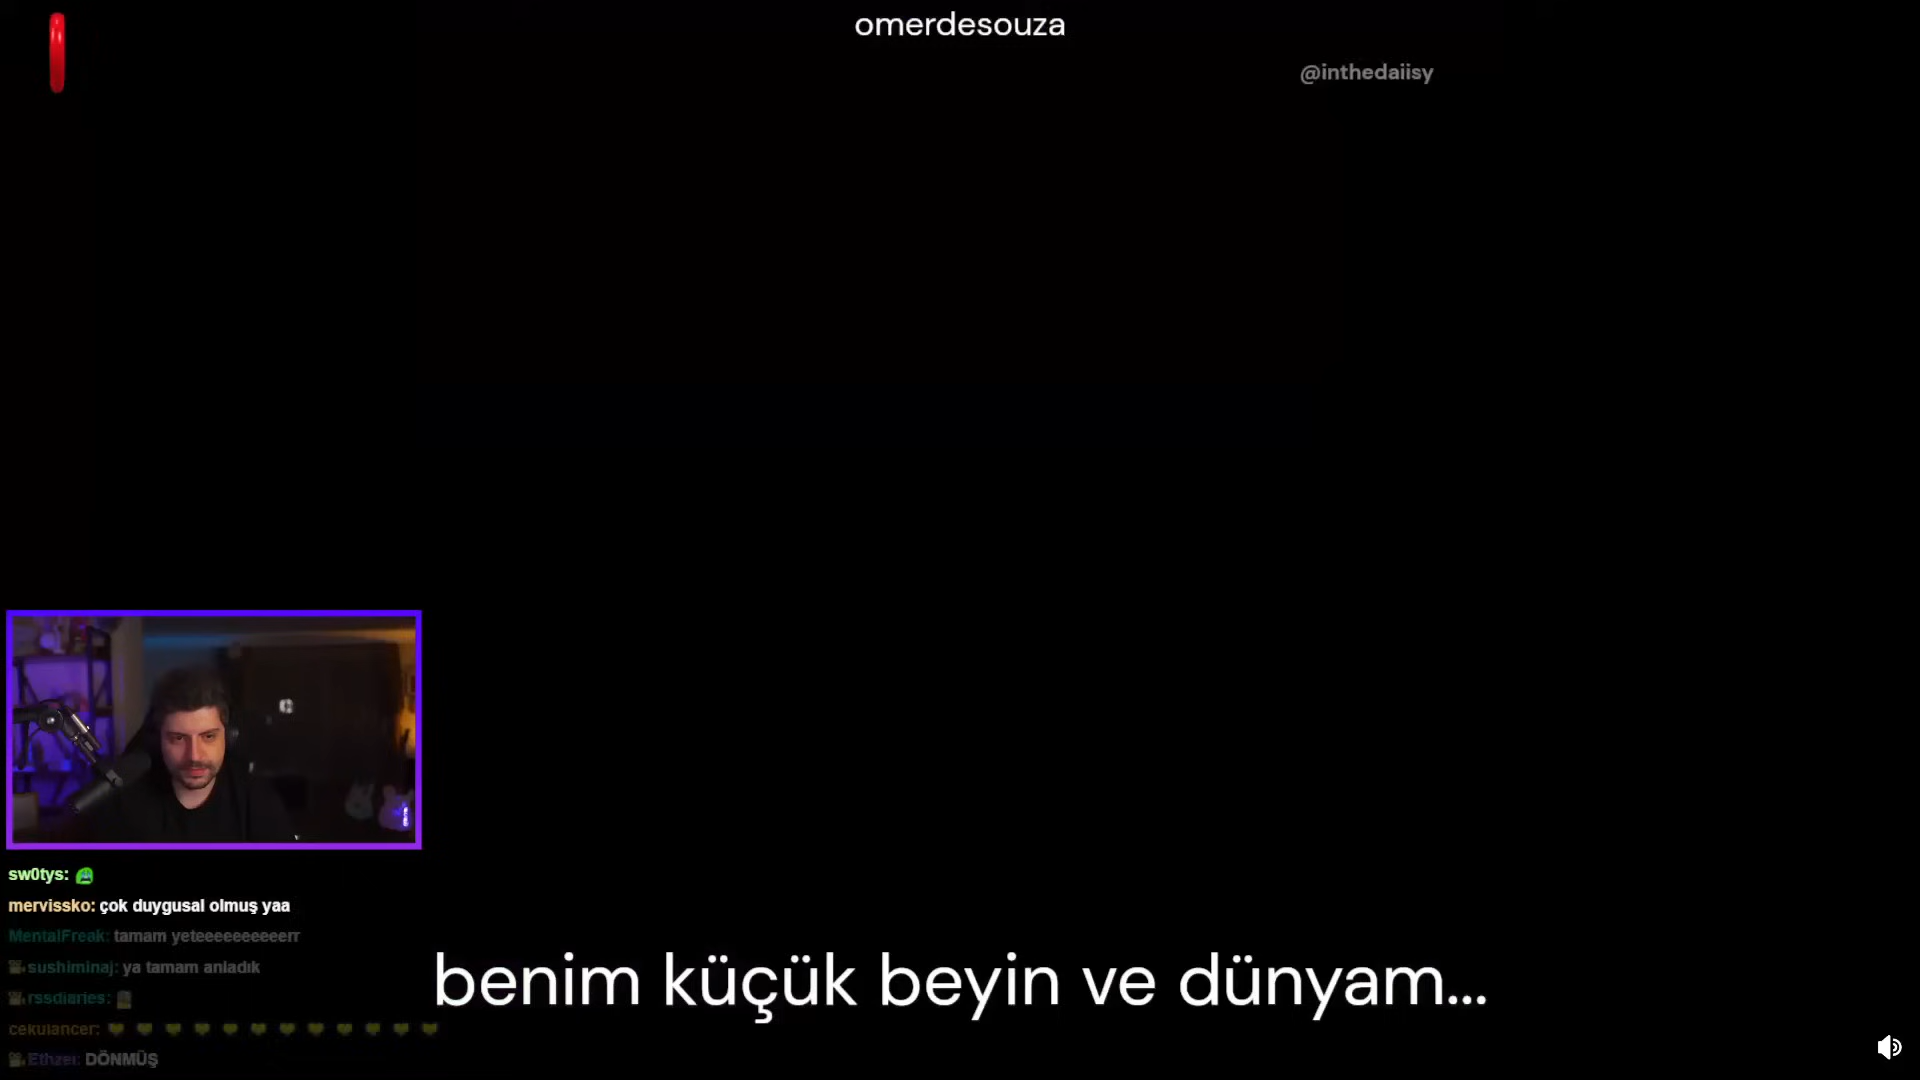 omerdesouza
@inthedaiisy
sw0tys:
mervissko: çok duygusal olmuş yaa
MentalFreak: tamam yeteeeeeeeeerr
sushiminaj: ya tamam anladık
rssdiaries:
cekulancer:
Ethzei: DÖNMÜŞ
benim küçük beyin ve dünyam...